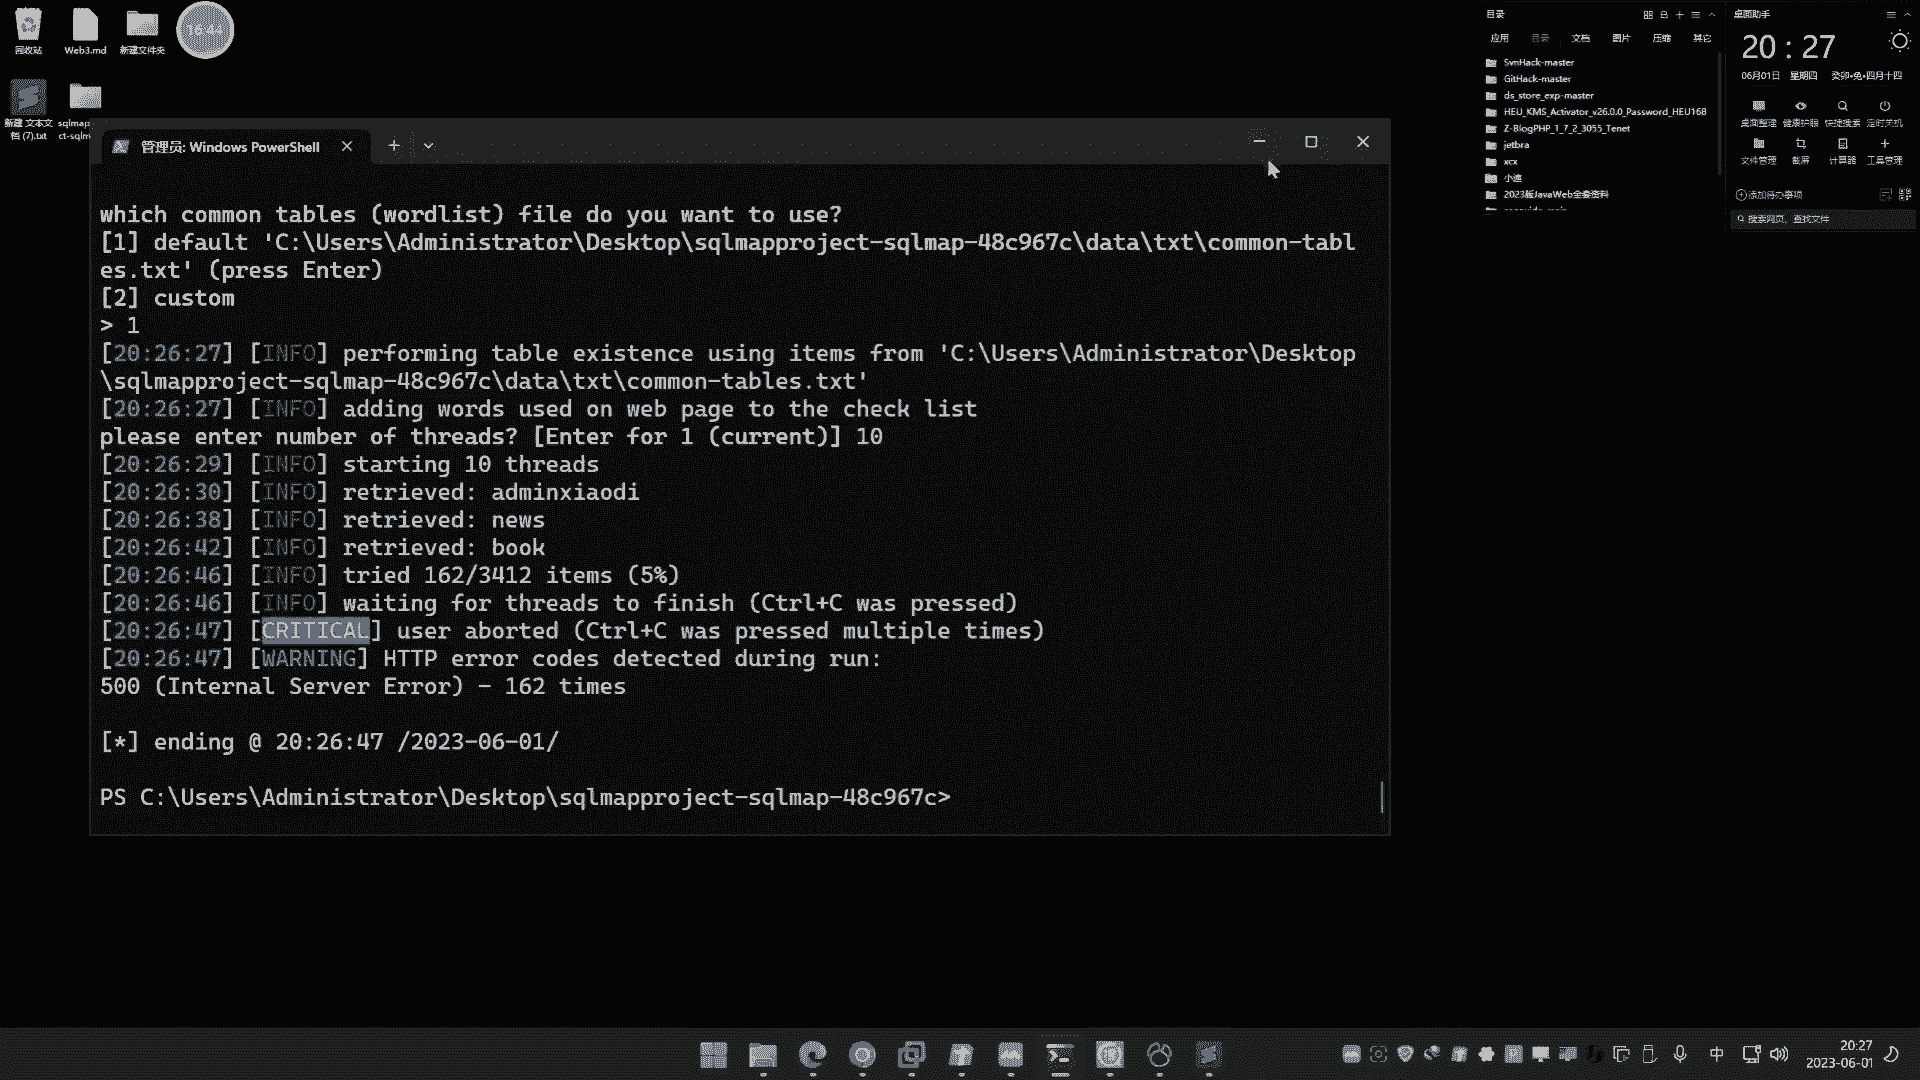 回收站
Web3.md
新建文件夹
16:44
新建 文本文
档 (7).txt
sqlmap
ct-sqlm
管理员: Windows PowerShell
which common tables (wordlist) file do you want to use?
[1] default 'C:\Users\Administrator\Desktop\sqlmapproject-sqlmap-48c967c\data\txt\common-tabl
es.txt' (press Enter)
[2] custom
> 1
[20:26:27] [INFO] performing table existence using items from 'C:\Users\Administrator\Desktop
\sqlmapproject-sqlmap-48c967c\data\txt\common-tables.txt'
[20:26:27] [INFO] adding words used on web page to the check list
please enter number of threads? [Enter for 1 (current)] 10
[20:26:29] [INFO] starting 10 threads
[20:26:30] [INFO] retrieved: adminxiaodi
[20:26:38] [INFO] retrieved: news
[20:26:42] [INFO] retrieved: book
[20:26:46] [INFO] tried 162/3412 items (5%)
[20:26:46] [INFO] waiting for threads to finish (Ctrl+C was pressed)
[20:26:47] [CRITICAL] user aborted (Ctrl+C was pressed multiple times)
[20:26:47] [WARNING] HTTP error codes detected during run:
500 (Internal Server Error) - 162 times
[*] ending @ 20:26:47 /2023-06-01/
PS C:\Users\Administrator\Desktop\sqlmapproject-sqlmap-48c967c>
目录
应用 目录 文档 图片 压缩 其它
SvnHack-master
GitHack-master
ds_store_exp-master
HEU_KMS_Activator_v26.0.0_Password_HEU168
Z-BlogPHP_1_7_2_3055_Tenet
jetbra
xcx
小迪
2023版JavaWeb全套资料
桌面助手
20 : 27
06月01日 星期四 癸卯•兔•四月十四
桌面整理 健康护眼 快捷搜索 定时关机
文件管理 截屏 计算器 工具管理
添加待办事项
搜索网页、查找文件
中
20:27
2023-06-01